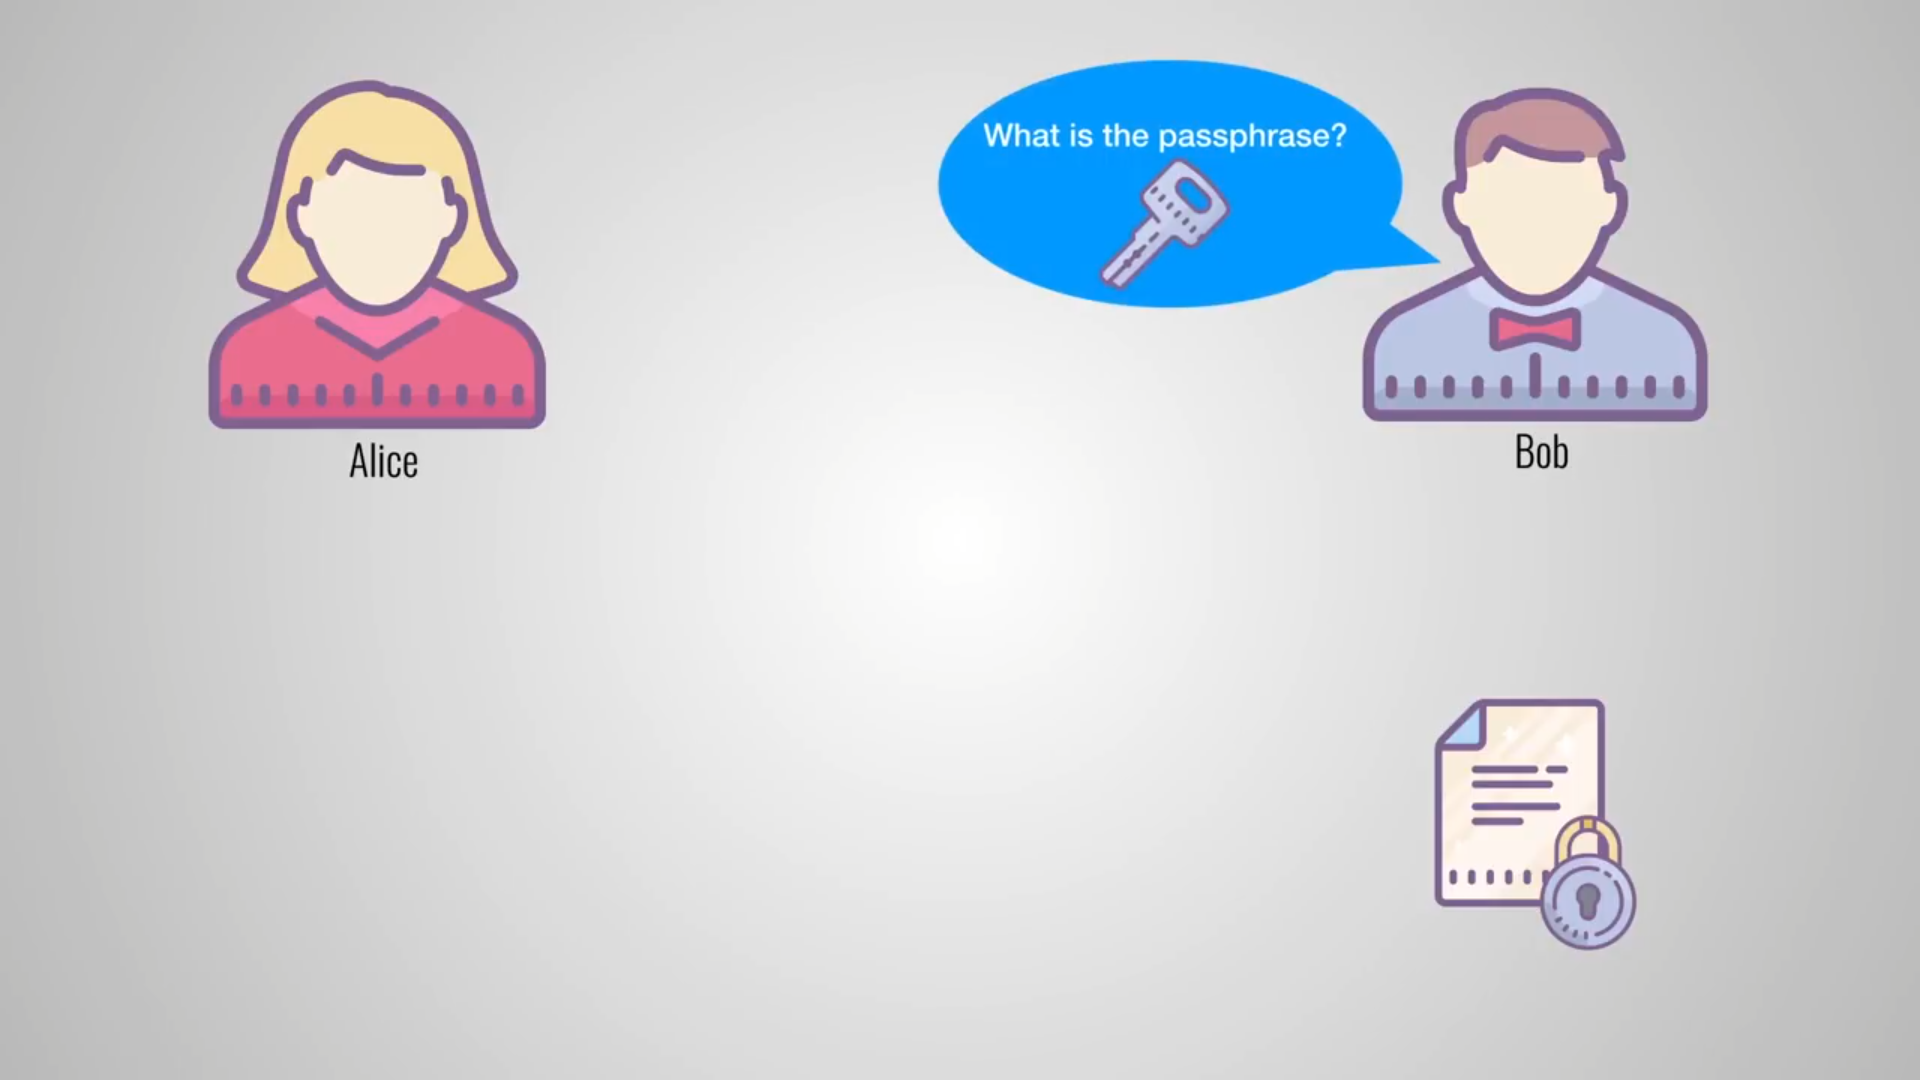 What is the passphrase?
Alice
Bob